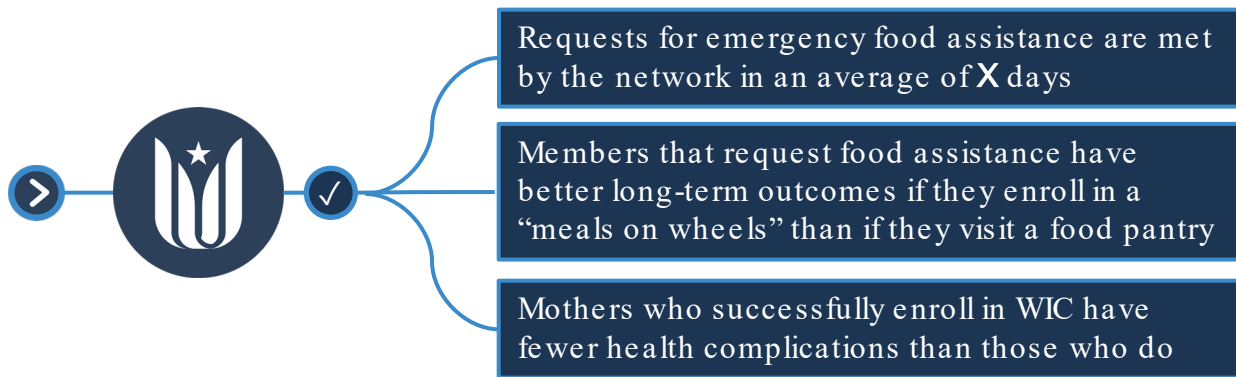 Requests for emergency food assistance are met
by the network in an average of X days
Members that request food assistance have
better long-term outcomes if they enroll in a
“meals on wheels” than if they visit a food pantry
Mothers who successfully enroll in WIC have
fewer health complications than those who do